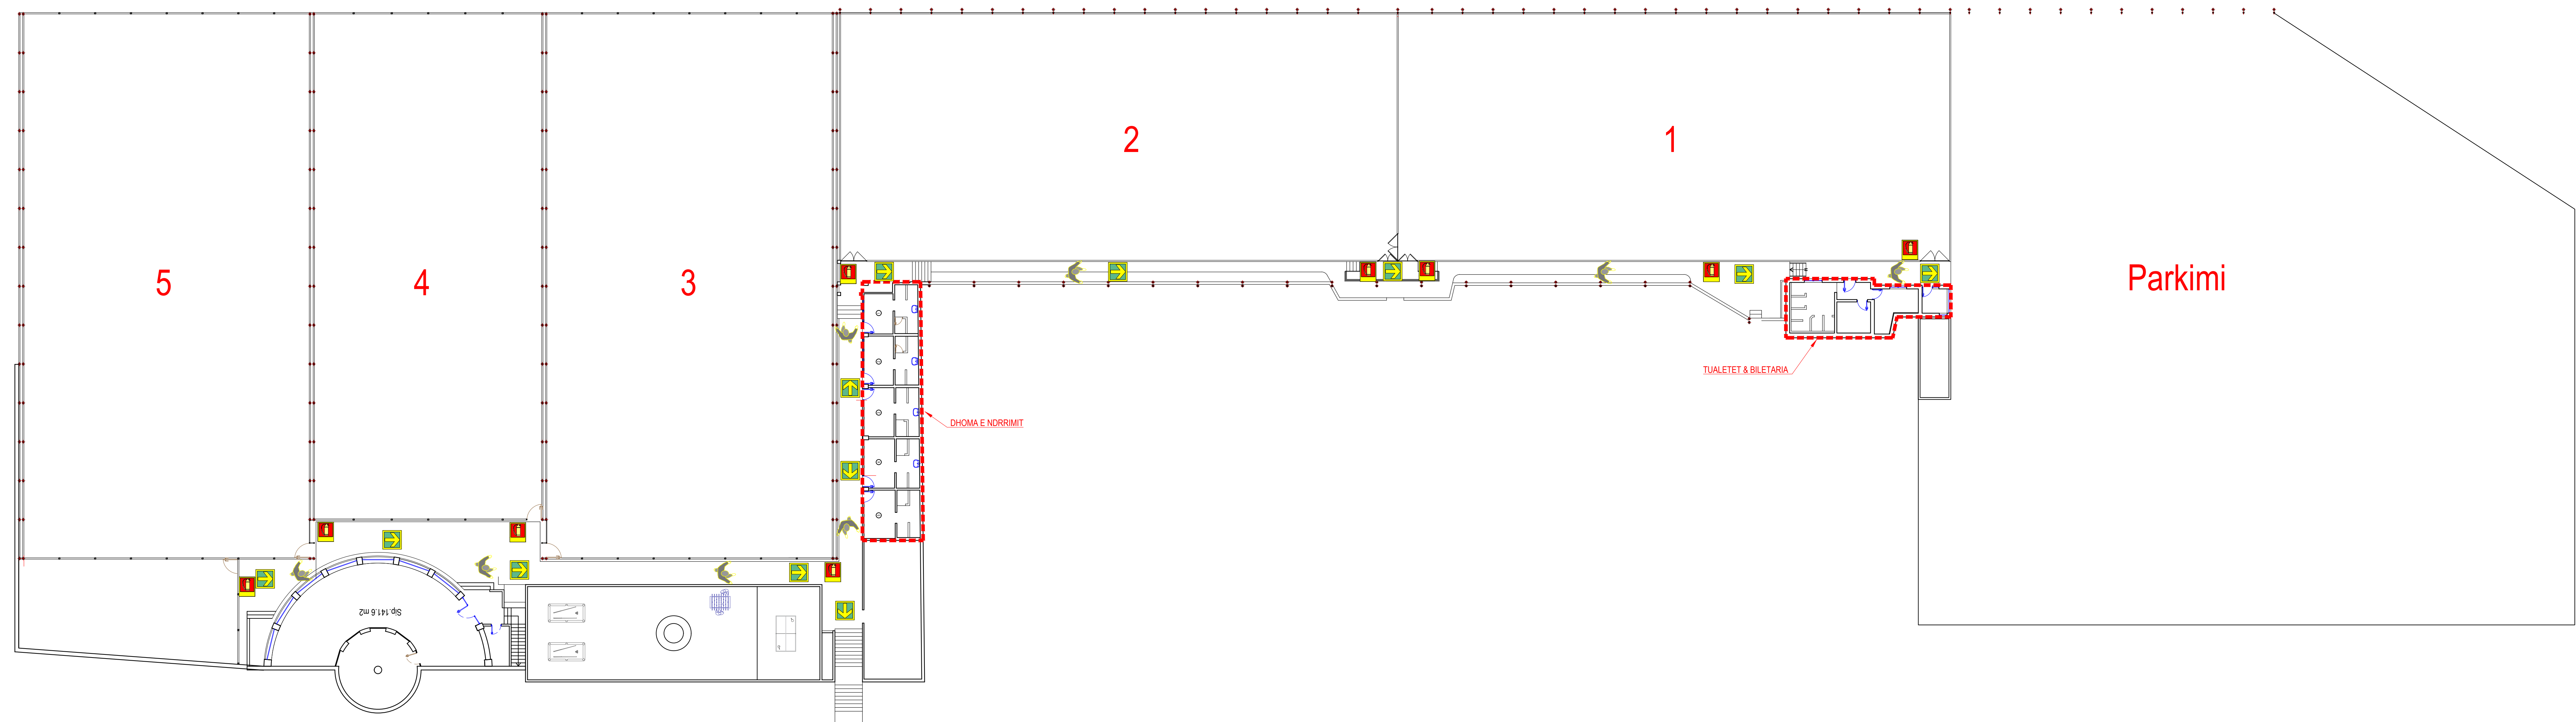 5
4
3
2
1
Parkimi
TUALETET & BILETARIA
DHOMA E NDRRIMIT
Sip.141.6 m2